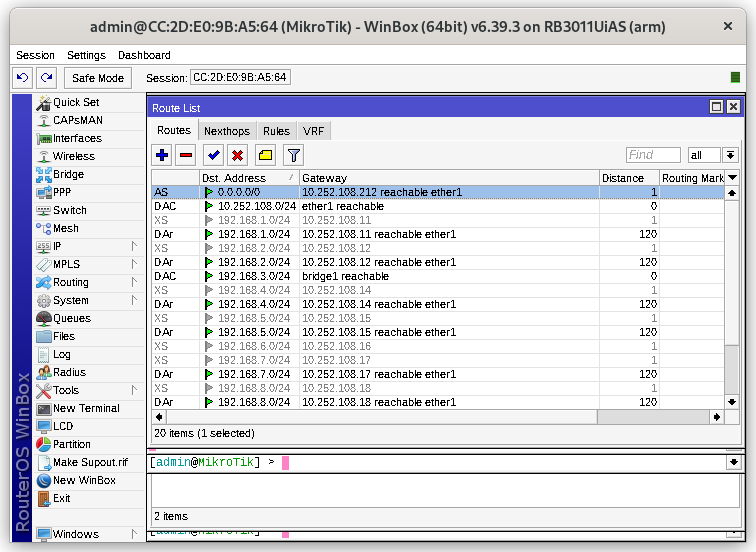 admin@CC:2D:E0:9B:A5:64 (MikroTik) - WinBox (64bit) v6.39.3 on RB3011UiAS (arm)
Session Settings Dashboard
Safe Mode Session: CC:2D:E0:9B:A5:64
RouterOS WinBox
Quick Set
CAPsMAN
Interfaces
Wireless
Bridge
PPP
Switch
Mesh
IP
MPLS
Routing
System
Queues
Files
Log
Radius
Tools
New Terminal
LCD
Partition
Make Supout.rif
New WinBox
Exit
Windows
Route List
Routes Nexthops Rules VRF
Find all
Dst. Address Gateway Distance Routing Mark
AS 0.0.0.0/0 10.252.108.212 reachable ether1 1
DAC 10.252.108.0/24 ether1 reachable 0
XS 192.168.1.0/24 10.252.108.11 1
DAr 192.168.1.0/24 10.252.108.11 reachable ether1 120
XS 192.168.2.0/24 10.252.108.12 1
DAr 192.168.2.0/24 10.252.108.12 reachable ether1 120
DAC 192.168.3.0/24 bridge1 reachable 0
XS 192.168.4.0/24 10.252.108.14 1
DAr 192.168.4.0/24 10.252.108.14 reachable ether1 120
XS 192.168.5.0/24 10.252.108.15 1
DAr 192.168.5.0/24 10.252.108.15 reachable ether1 120
XS 192.168.6.0/24 10.252.108.16 1
XS 192.168.7.0/24 10.252.108.17 1
DAr 192.168.7.0/24 10.252.108.17 reachable ether1 120
XS 192.168.8.0/24 10.252.108.18 1
DAr 192.168.8.0/24 10.252.108.18 reachable ether1 120
20 items (1 selected)
[admin@MikroTik] >
2 items
[admin@MikroTik] >